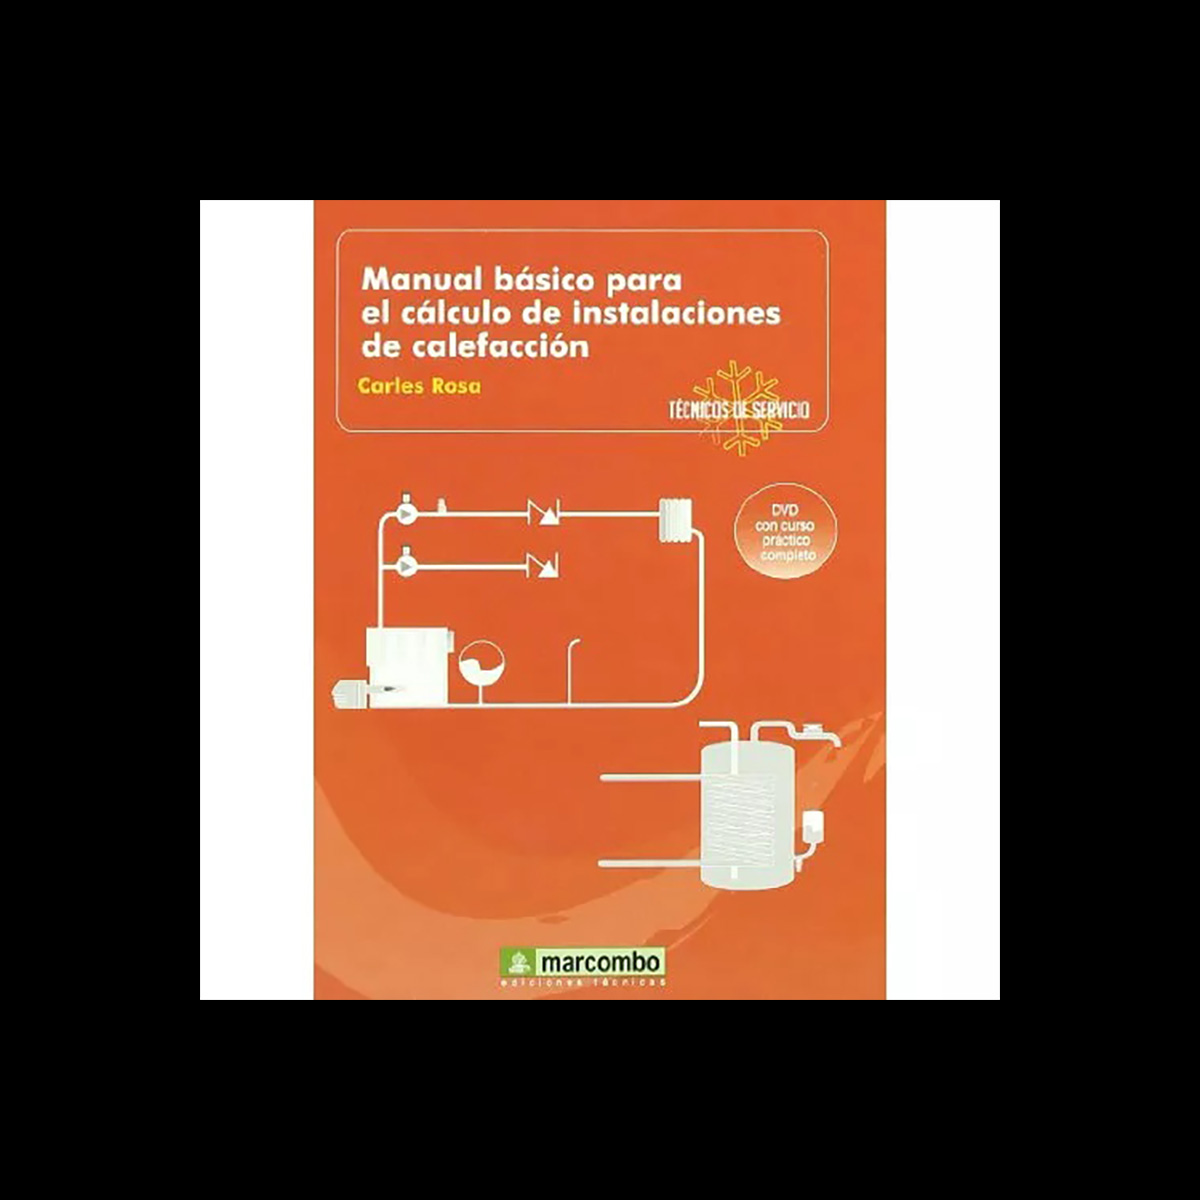 Manual básico para
el cálculo de instalaciones
de calefacción
Carles Rosa
TÉCNICOS DE SERVICIO
DVD
con curso
práctico
completo
marcombo
ediciones técnicas